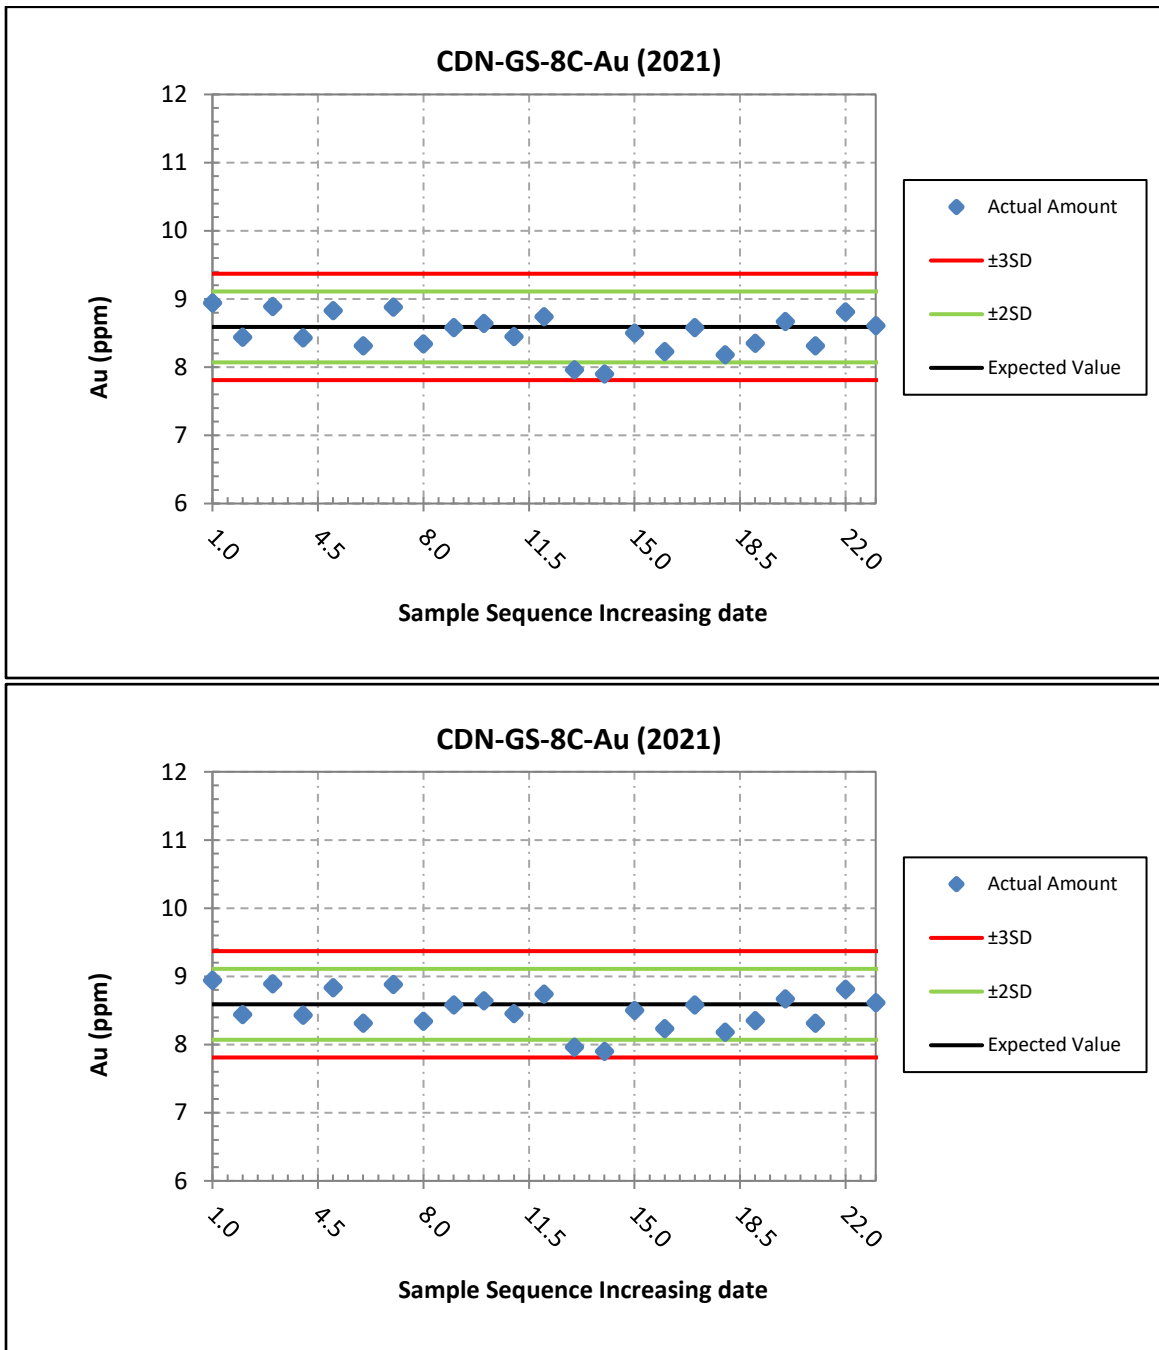 CDN-GS-8C-Au (2021)
12
11
10
9
8
7
6
Au (ppm)
1.0
4.5
8.0
11.5
15.0
18.5
22.0
Sample Sequence Increasing date
Actual Amount
±3SD
±2SD
Expected Value
CDN-GS-8C-Au (2021)
12
11
10
9
8
7
6
Au (ppm)
1.0
4.5
8.0
11.5
15.0
18.5
22.0
Sample Sequence Increasing date
Actual Amount
±3SD
±2SD
Expected Value